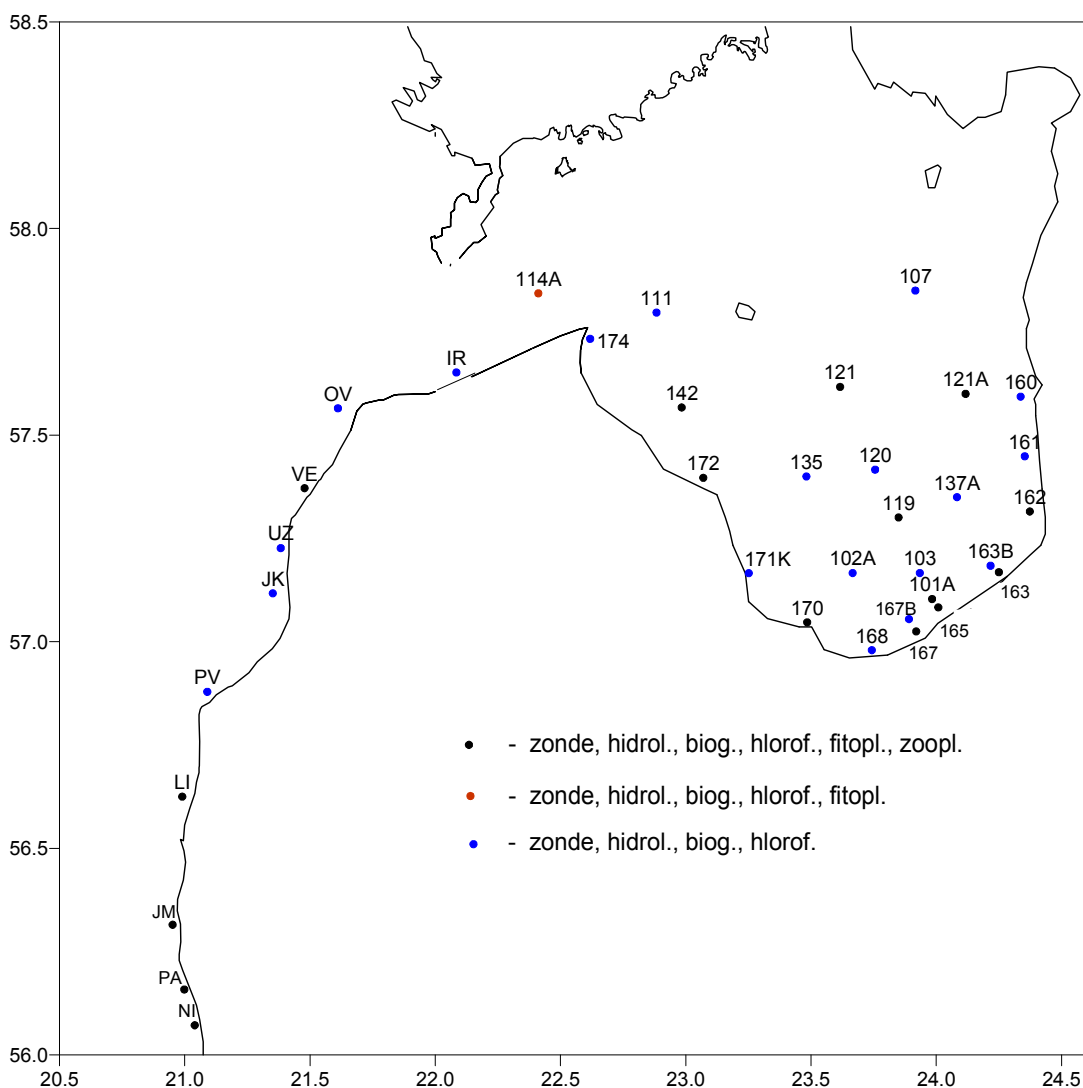 58.5
58.0
114A
107
111
174
IR
121
121A
160
OV
142
57.5
161
VE
172
135
120
137A
119
162
UZ
JK
171K
102A
103
163B
163
101A
170
167B
165
168
167
57.0
PV
- zonde, hidrol., biog., hlorof., fitopl., zoopl.
LI
- zonde, hidrol., biog., hlorof., fitopl.
- zonde, hidrol., biog., hlorof.
56.5
JM
PA
NI
56.0
20.5 21.0 21.5 22.0 22.5 23.0 23.5 24.0 24.5